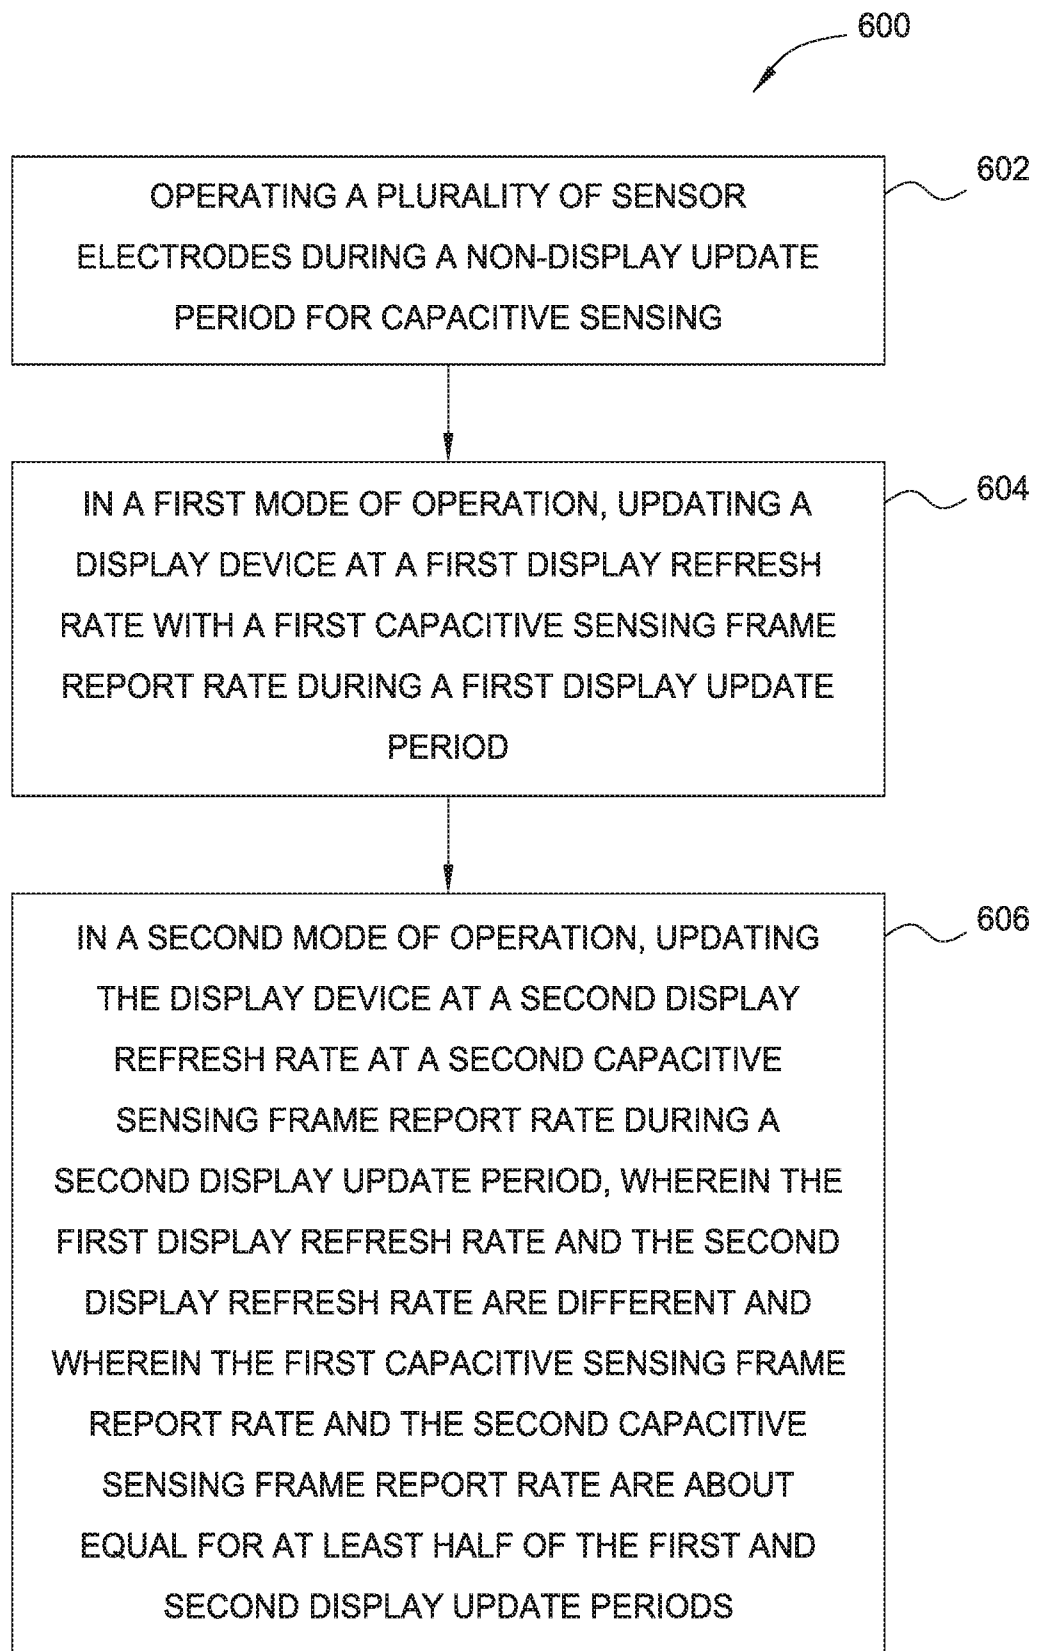 600
602
OPERATING A PLURALITY OF SENSOR
ELECTRODES DURING A NON-DISPLAY UPDATE
PERIOD FOR CAPACITIVE SENSING
604
IN A FIRST MODE OF OPERATION, UPDATING A
DISPLAY DEVICE AT A FIRST DISPLAY REFRESH
RATE WITH A FIRST CAPACITIVE SENSING FRAME
REPORT RATE DURING A FIRST DISPLAY UPDATE
PERIOD
606
IN A SECOND MODE OF OPERATION, UPDATING
THE DISPLAY DEVICE AT A SECOND DISPLAY
REFRESH RATE AT A SECOND CAPACITIVE
SENSING FRAME REPORT RATE DURING A
SECOND DISPLAY UPDATE PERIOD, WHEREIN THE
FIRST DISPLAY REFRESH RATE AND THE SECOND
DISPLAY REFRESH RATE ARE DIFFERENT AND
WHEREIN THE FIRST CAPACITIVE SENSING FRAME
REPORT RATE AND THE SECOND CAPACITIVE
SENSING FRAME REPORT RATE ARE ABOUT
EQUAL FOR AT LEAST HALF OF THE FIRST AND
SECOND DISPLAY UPDATE PERIODS